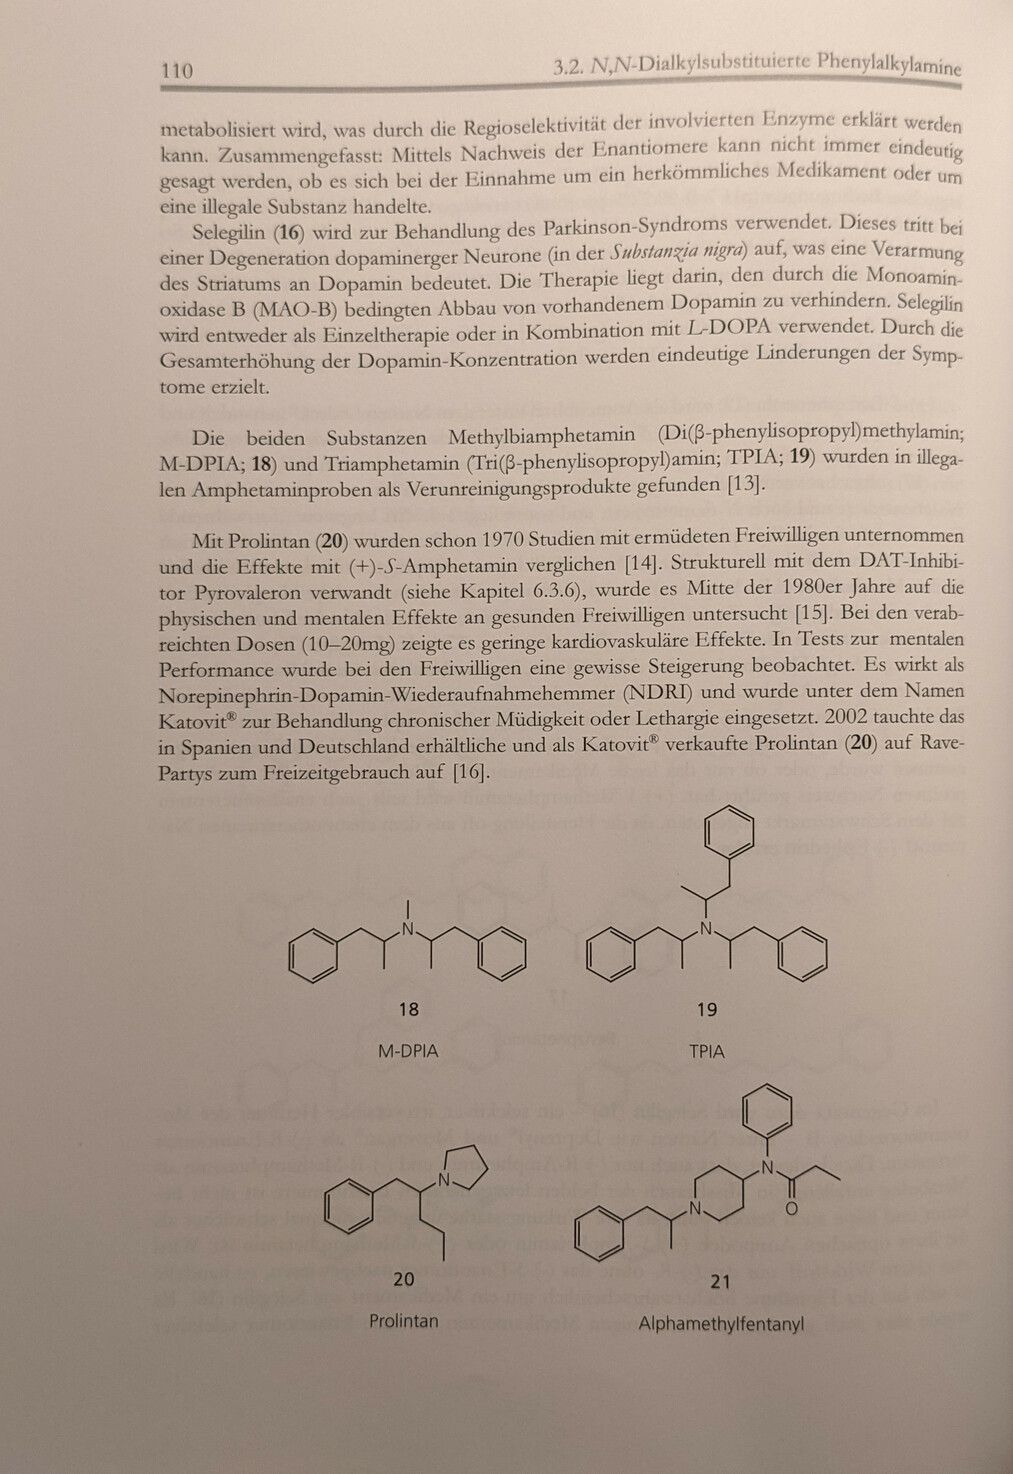 110
3.2. N,N-Dialkylsubstituierte Phenylalkylamine
metabolisiert wird, was durch die Regioselektivität der involvierten Enzyme erklärt werden
kann. Zusammengefasst: Mittels Nachweis der Enantiomere kann nicht immer eindeutig
gesagt werden, ob es sich bei der Einnahme um ein herkömmliches Medikament oder um
eine illegale Substanz handelte.
Selegilin (16) wird zur Behandlung des Parkinson-Syndroms verwendet. Dieses tritt bei
einer Degeneration dopaminerger Neurone (in der Substanzia nigra) auf, was eine Verarmung
des Striatums an Dopamin bedeutet. Die Therapie liegt darin, den durch die Monoamin-
oxidase B (MAO-B) bedingten Abbau von vorhandenem Dopamin zu verhindern. Selegilin
wird entweder als Einzeltherapie oder in Kombination mit L-DOPA verwendet. Durch die
Gesamterhöhung der Dopamin-Konzentration werden eindeutige Linderungen der Symp-
tome erzielt.
Die beiden Substanzen Methylbiamphetamin (Di(β-phenylisopropyl)methylamin;
M-DPIA; 18) und Triamphetamin (Tri(β-phenylisopropyl)amin; TPIA; 19) wurden in illega-
len Amphetaminproben als Verunreinigungsprodukte gefunden [13].
Mit Prolintan (20) wurden schon 1970 Studien mit ermüdeten Freiwilligen unternommen
und die Effekte mit (+)-S-Amphetamin verglichen [14]. Strukturell mit dem DAT-Inhibi-
tor Pyrovaleron verwandt (siehe Kapitel 6.3.6), wurde es Mitte der 1980er Jahre auf die
physischen und mentalen Effekte an gesunden Freiwilligen untersucht [15]. Bei den verab-
reichten Dosen (10–20mg) zeigte es geringe kardiovaskuläre Effekte. In Tests zur mentalen
Performance wurde bei den Freiwilligen eine gewisse Steigerung beobachtet. Es wirkt als
Norepinephrin-Dopamin-Wiederaufnahmehemmer (NDRI) und wurde unter dem Namen
Katovit® zur Behandlung chronischer Müdigkeit oder Lethargie eingesetzt. 2002 tauchte das
in Spanien und Deutschland erhältliche und als Katovit® verkaufte Prolintan (20) auf Rave-
Partys zum Freizeitgebrauch auf [16].
N
N
18
19
M-DPIA
TPIA
N
N
N
O
20
21
Prolintan
Alphamethylfentanyl